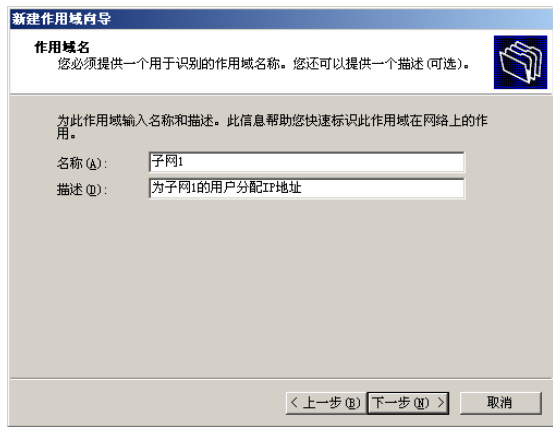 新建作用域向导
作用域名
您必须提供一个用于识别的作用域名称。您还可以提供一个描述(可选)。
为此作用域输入名称和描述。此信息帮助您快速标识此作用域在网络上的作
用。
名称(A): 子网1
描述(D): 为子网1的用户分配IP地址
< 上一步(B) 下一步(N) > 取消